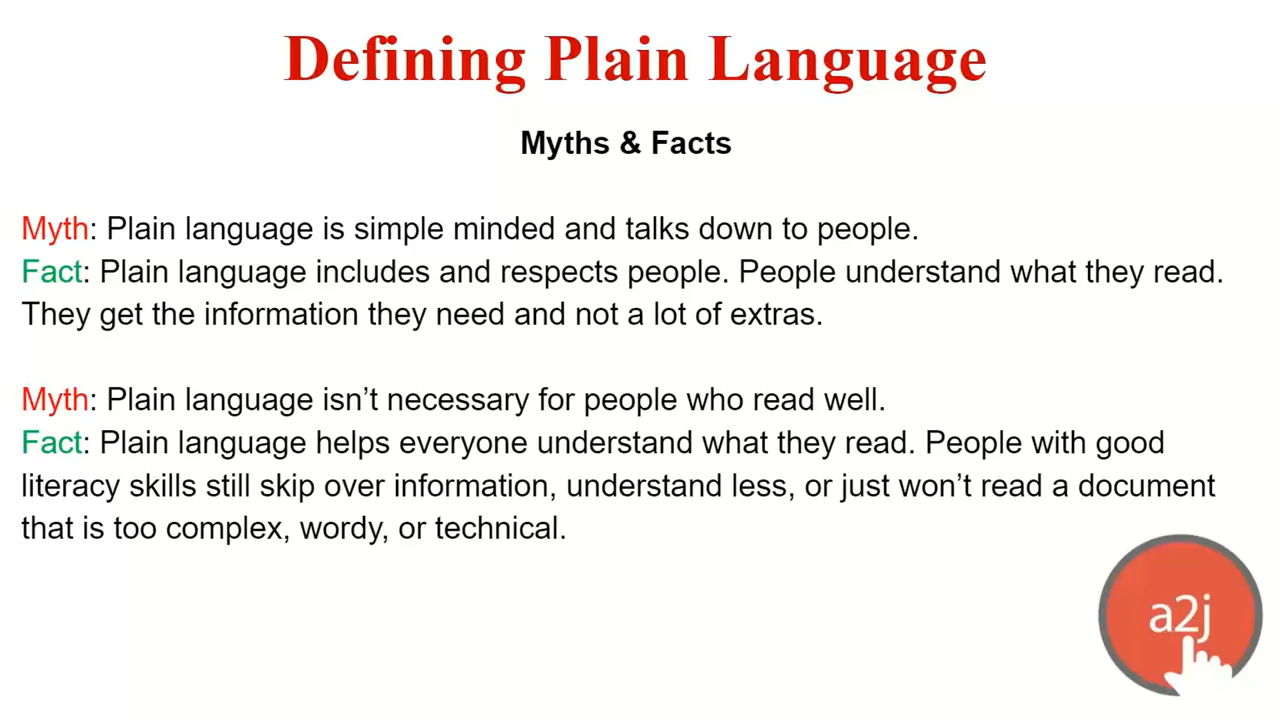 Defining Plain Language
Myths & Facts
Myth: Plain language is simple minded and talks down to people.
Fact: Plain language includes and respects people. People understand what they read.
They get the information they need and not a lot of extras.
Myth: Plain language isn’t necessary for people who read well.
Fact: Plain language helps everyone understand what they read. People with good
literacy skills still skip over information, understand less, or just won’t read a document
that is too complex, wordy, or technical.
a2j